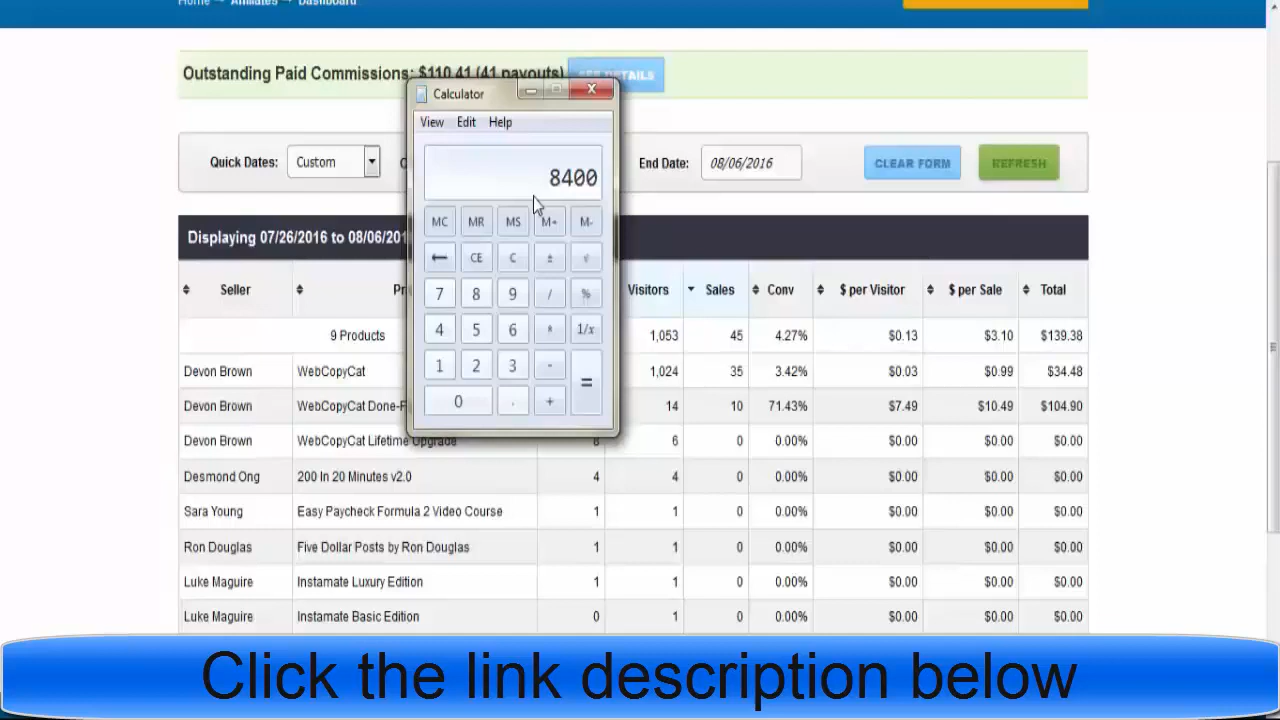 Home → Affiliates → Dashboard
Outstanding Paid Commissions: $110.41 (41 payouts) SEE DETAILS
Calculator
View Edit Help
8400
MC MR MS M+ M-
← CE C ± √
7 8 9 / %
4 5 6 * 1/x
1 2 3 - =
0 . +
Quick Dates: Custom End Date: 08/06/2016 CLEAR FORM REFRESH
Displaying 07/26/2016 to 08/06/201
Seller Pr Visitors Sales Conv $ per Visitor $ per Sale Total
9 Products 1,053 45 4.27% $0.13 $3.10 $139.38
Devon Brown WebCopyCat 1,024 35 3.42% $0.03 $0.99 $34.48
Devon Brown WebCopyCat Done-F 14 10 71.43% $7.49 $10.49 $104.90
Devon Brown WebCopyCat Lifetime Upgrade 8 6 0 0.00% $0.00 $0.00 $0.00
Desmond Ong 200 In 20 Minutes v2.0 4 4 0 0.00% $0.00 $0.00 $0.00
Sara Young Easy Paycheck Formula 2 Video Course 1 1 0 0.00% $0.00 $0.00 $0.00
Ron Douglas Five Dollar Posts by Ron Douglas 1 1 0 0.00% $0.00 $0.00 $0.00
Luke Maguire Instamate Luxury Edition 1 1 0 0.00% $0.00 $0.00 $0.00
Luke Maguire Instamate Basic Edition 0 1 0 0.00% $0.00 $0.00 $0.00
Click the link description below